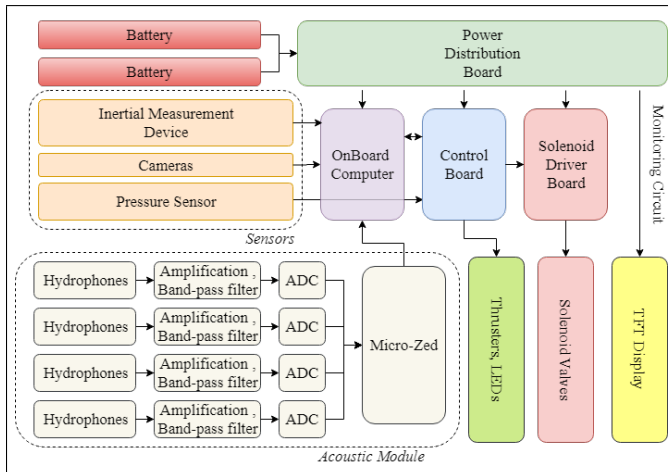 Battery
Battery
Power
Distribution
Board
Inertial Measurement
Device
Cameras
Pressure Sensor
Sensors
OnBoard
Computer
Control
Board
Solenoid
Driver
Board
Monitoring Circuit
Hydrophones
Amplification ,
Band-pass filter
ADC
Hydrophones
Amplification ,
Band-pass filter
ADC
Hydrophones
Amplification ,
Band-pass filter
ADC
Hydrophones
Amplification ,
Band-pass filter
ADC
Micro-Zed
Acoustic Module
Thrusters, LEDs
Solenoid Valves
TFT Display